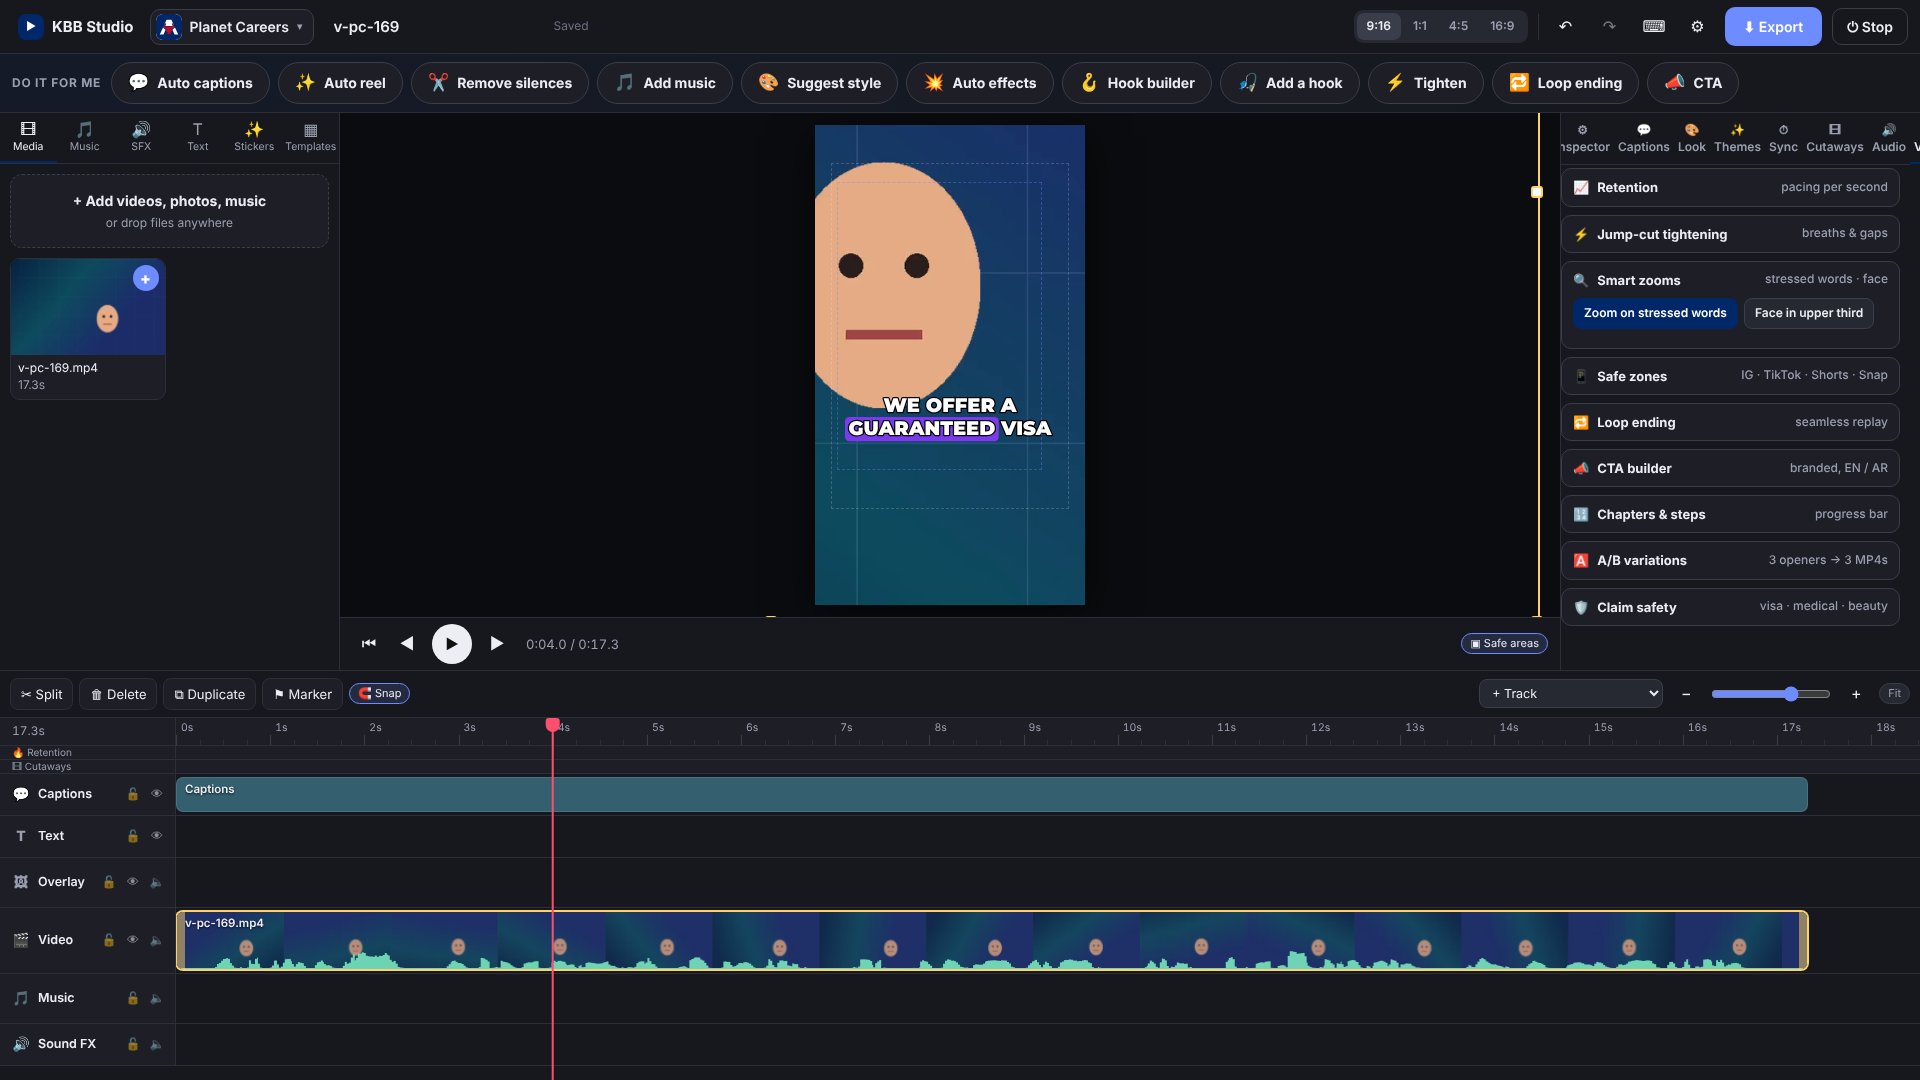 KBB Studio
Planet Careers
v-pc-169
Saved
9:16 1:1 4:5 16:9
Export
Stop
DO IT FOR ME
Auto captions
Auto reel
Remove silences
Add music
Suggest style
Auto effects
Hook builder
Add a hook
Tighten
Loop ending
CTA
Media Music SFX Text Stickers Templates
+ Add videos, photos, music
or drop files anywhere
v-pc-169.mp4
17.3s
WE OFFER A
GUARANTEED VISA
0:04.0 / 0:17.3
Safe areas
nspector Captions Look Themes Sync Cutaways Audio V
Retention pacing per second
Jump-cut tightening breaths & gaps
Smart zooms stressed words · face
Zoom on stressed words Face in upper third
Safe zones IG · TikTok · Shorts · Snap
Loop ending seamless replay
CTA builder branded, EN / AR
Chapters & steps progress bar
A/B variations 3 openers → 3 MP4s
Claim safety visa · medical · beauty
Split Delete Duplicate Marker Snap
+ Track
− + Fit
17.3s
0s 1s 2s 3s 4s 5s 6s 7s 8s 9s 10s 11s 12s 13s 14s 15s 16s 17s 18s
Retention
Cutaways
Captions
Captions
Text
Overlay
Video
v-pc-169.mp4
Music
Sound FX